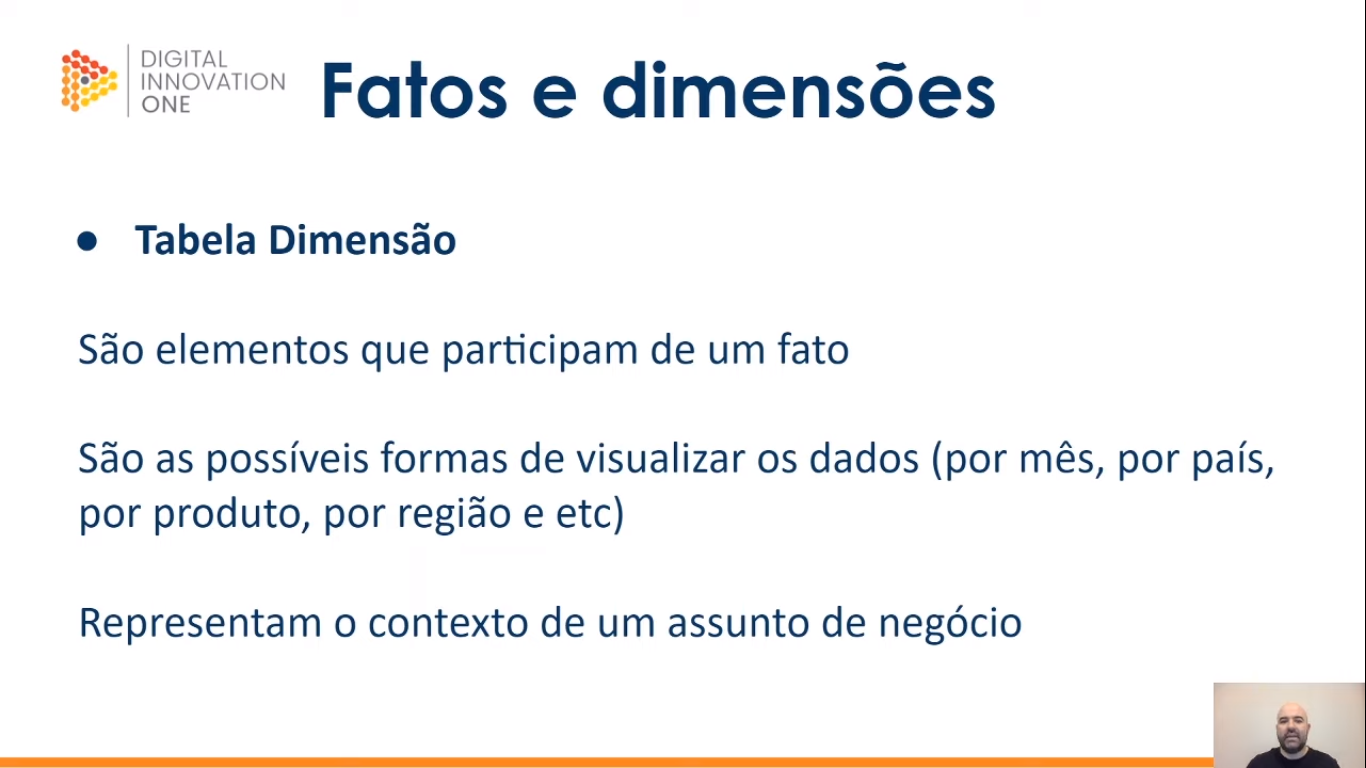 DIGITAL
INNOVATION
ONE
Fatos e dimensões
● Tabela Dimensão
São elementos que participam de um fato
São as possíveis formas de visualizar os dados (por mês, por país,
por produto, por região e etc)
Representam o contexto de um assunto de negócio